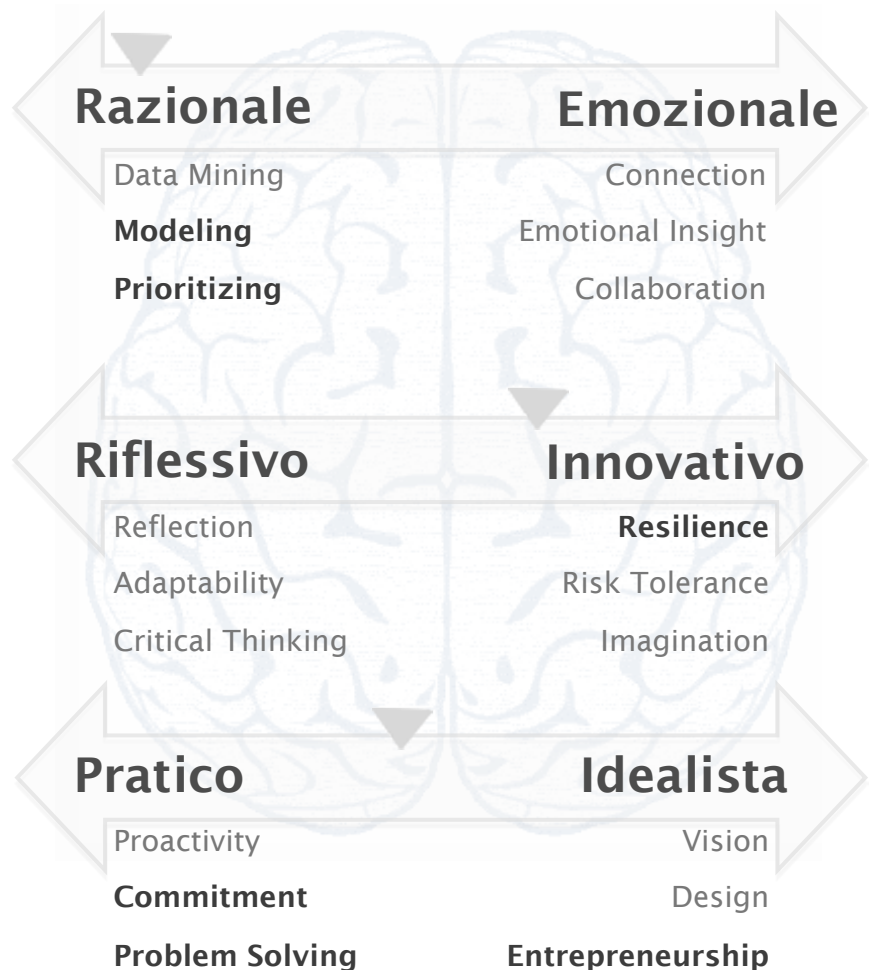 Razionale Emozionale
Data Mining Connection
Modeling Emotional Insight
Prioritizing Collaboration
Riflessivo Innovativo
Reflection Resilience
Adaptability Risk Tolerance
Critical Thinking Imagination
Pratico Idealista
Proactivity Vision
Commitment Design
Problem Solving Entrepreneurship